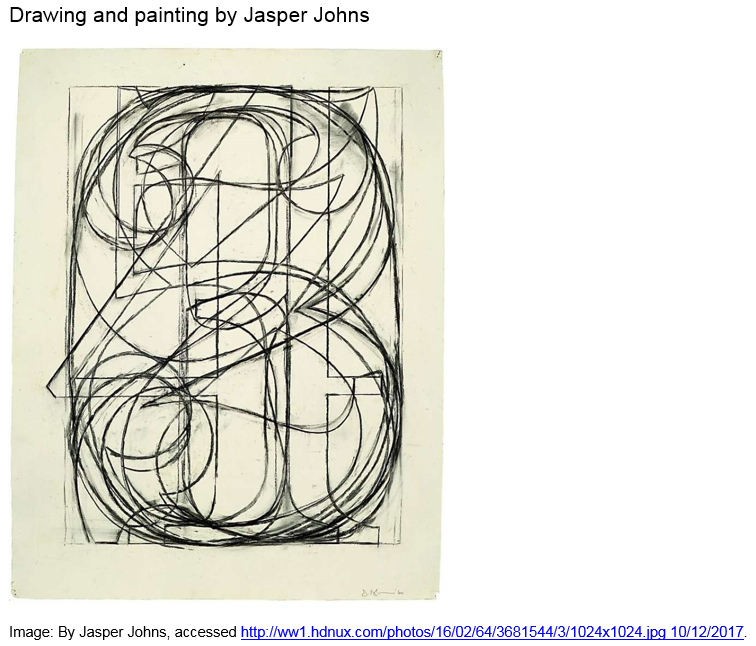 Drawing and painting by Jasper Johns
Image: By Jasper Johns, accessed http://ww1.hdnux.com/photos/16/02/64/3681544/3/1024x1024.jpg 10/12/2017.